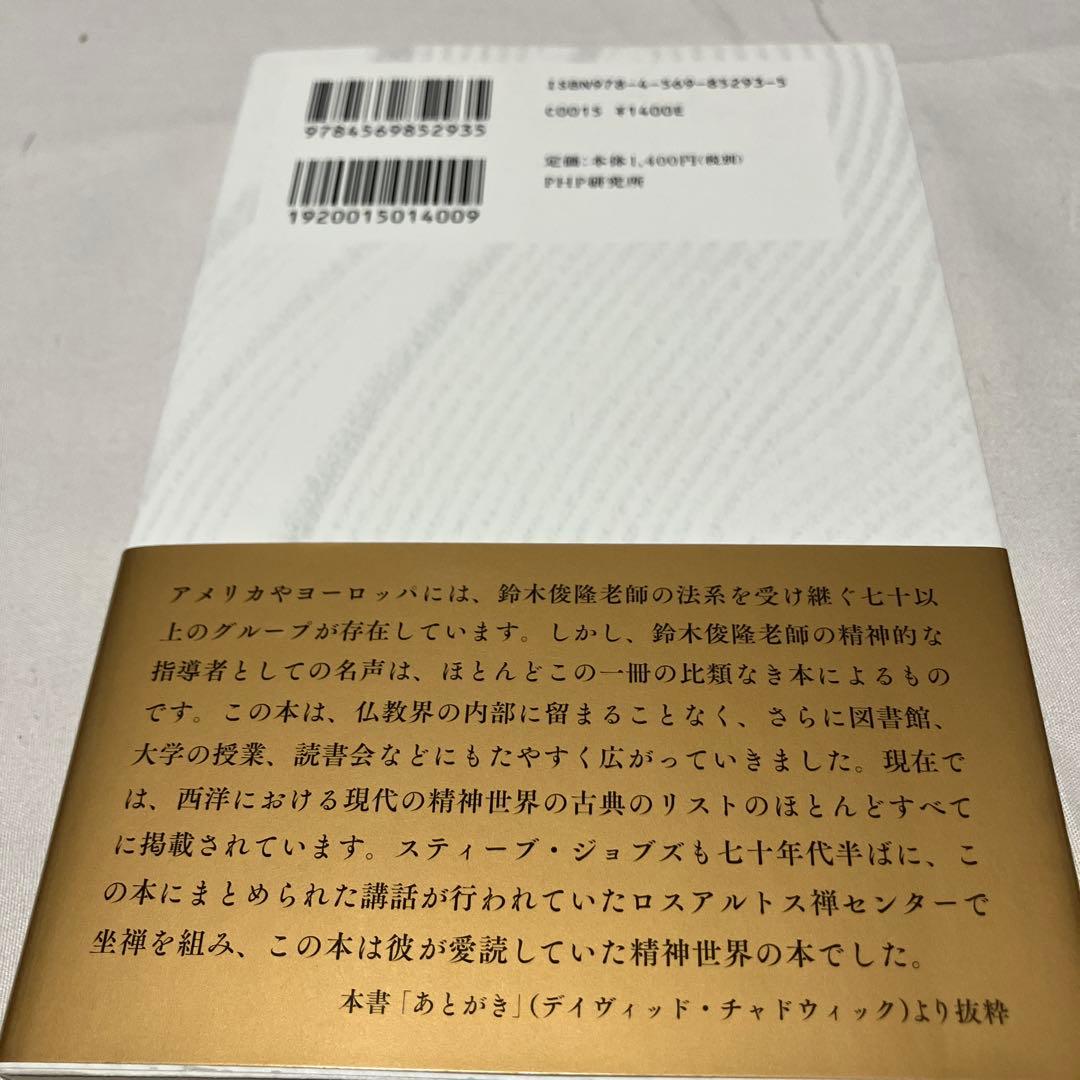 ISBN978-4-569-85293-5
C0015 ¥1400E
9784569852935
定価:本体1,400円(税別)
PHP研究所
1920015014009
アメリカやヨーロッパには、鈴木俊隆老師の法系を受け継ぐ七十以
上のグループが存在しています。しかし、鈴木俊隆老師の精神的な
指導者としての名声は、ほとんどこの一冊の比類なき本によるもの
です。この本は、仏教界の内部に留まることなく、さらに図書館、
大学の授業、読書会などにもたやすく広がっていきました。現在で
は、西洋における現代の精神世界の古典のリストのほとんどすべて
に掲載されています。スティーブ・ジョブズも七十年代半ばに、こ
の本にまとめられた講話が行われていたロスアルトス禅センターで
坐禅を組み、この本は彼が愛読していた精神世界の本でした。
本書「あとがき」(デイヴィッド・チャドウィック)より抜粋